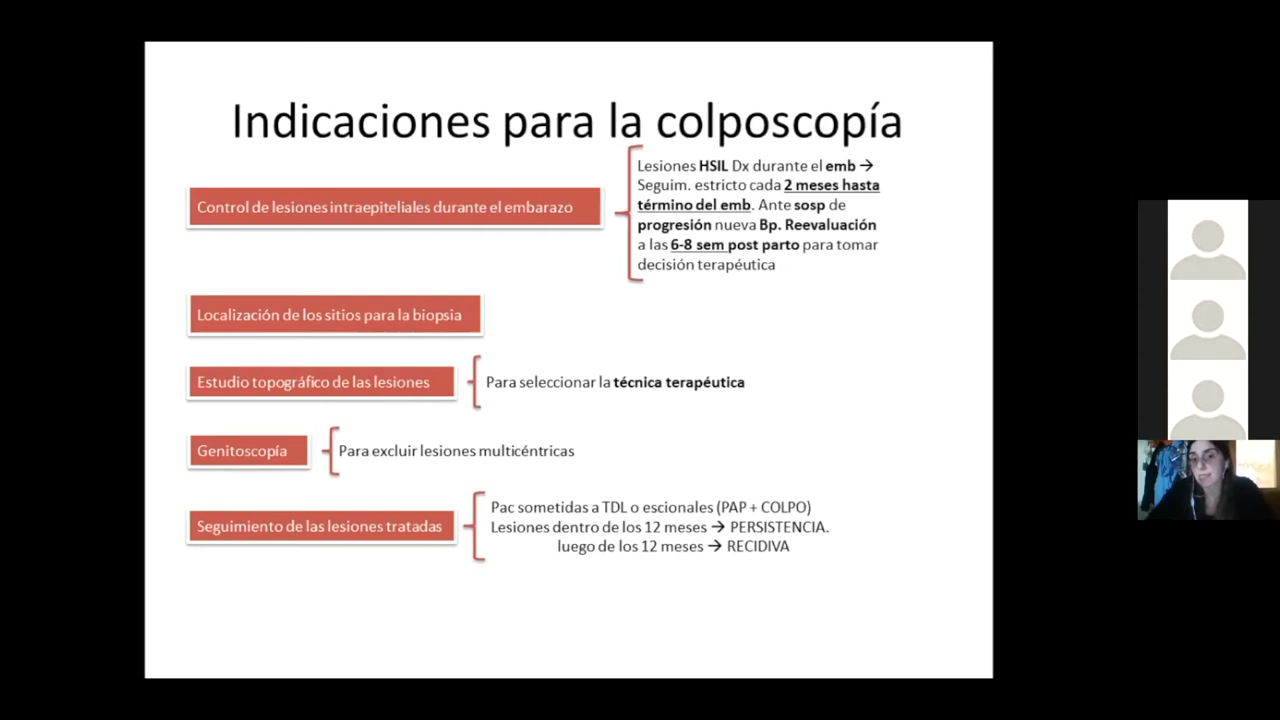 Indicaciones para la colposcopía
Control de lesiones intraepiteliales durante el embarazo
Lesiones HSIL Dx durante el emb →
Seguim. estricto cada 2 meses hasta
término del emb. Ante sosp de
progresión nueva Bp. Reevaluación
a las 6-8 sem post parto para tomar
decisión terapéutica
Localización de los sitios para la biopsia
Estudio topográfico de las lesiones
Para seleccionar la técnica terapéutica
Genitoscopía
Para excluir lesiones multicéntricas
Seguimiento de las lesiones tratadas
Pac sometidas a TDL o escionales (PAP + COLPO)
Lesiones dentro de los 12 meses → PERSISTENCIA.
luego de los 12 meses → RECIDIVA